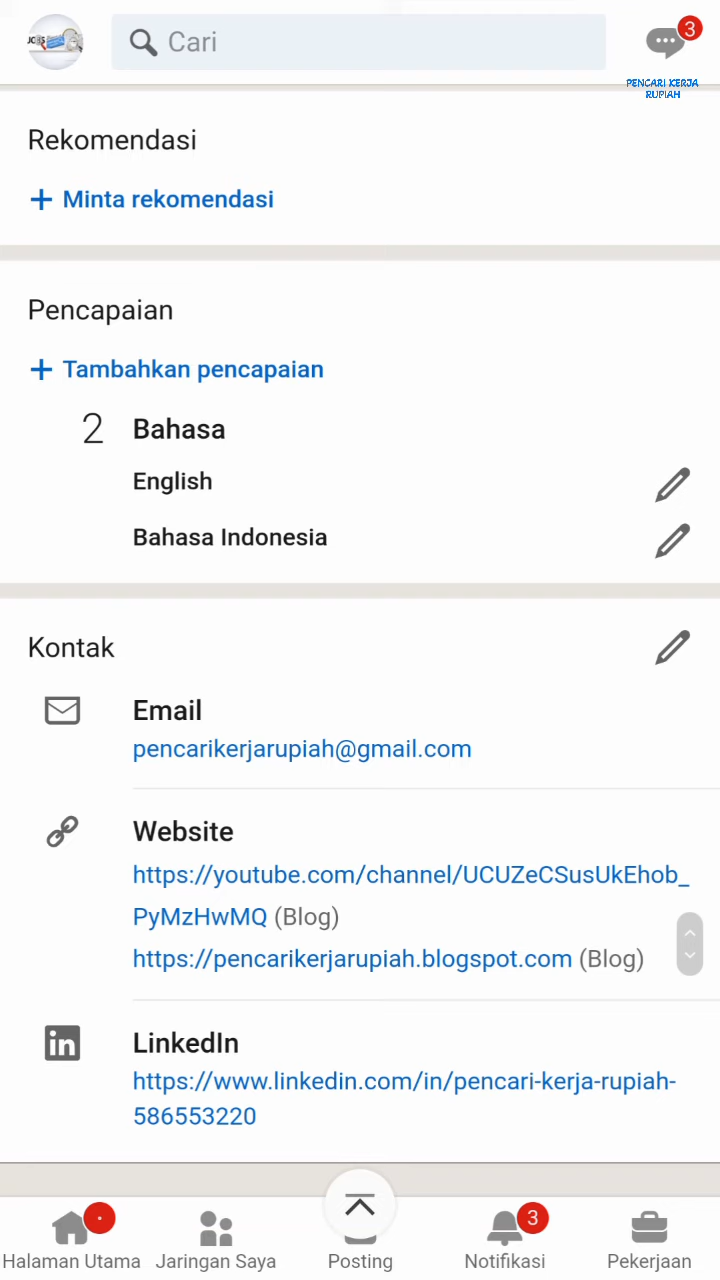 JOBS
Cari
3
PENCARI KERJA
RUPIAH
Rekomendasi
+ Minta rekomendasi
Pencapaian
+ Tambahkan pencapaian
2 Bahasa
English
Bahasa Indonesia
Kontak
Email
pencarikerjarupiah@gmail.com
Website
https://youtube.com/channel/UCUZeCSusUkEhob_
PyMzHwMQ (Blog)
https://pencarikerjarupiah.blogspot.com (Blog)
in LinkedIn
https://www.linkedin.com/in/pencari-kerja-rupiah-
586553220
3
Halaman Utama Jaringan Saya Posting Notifikasi Pekerjaan